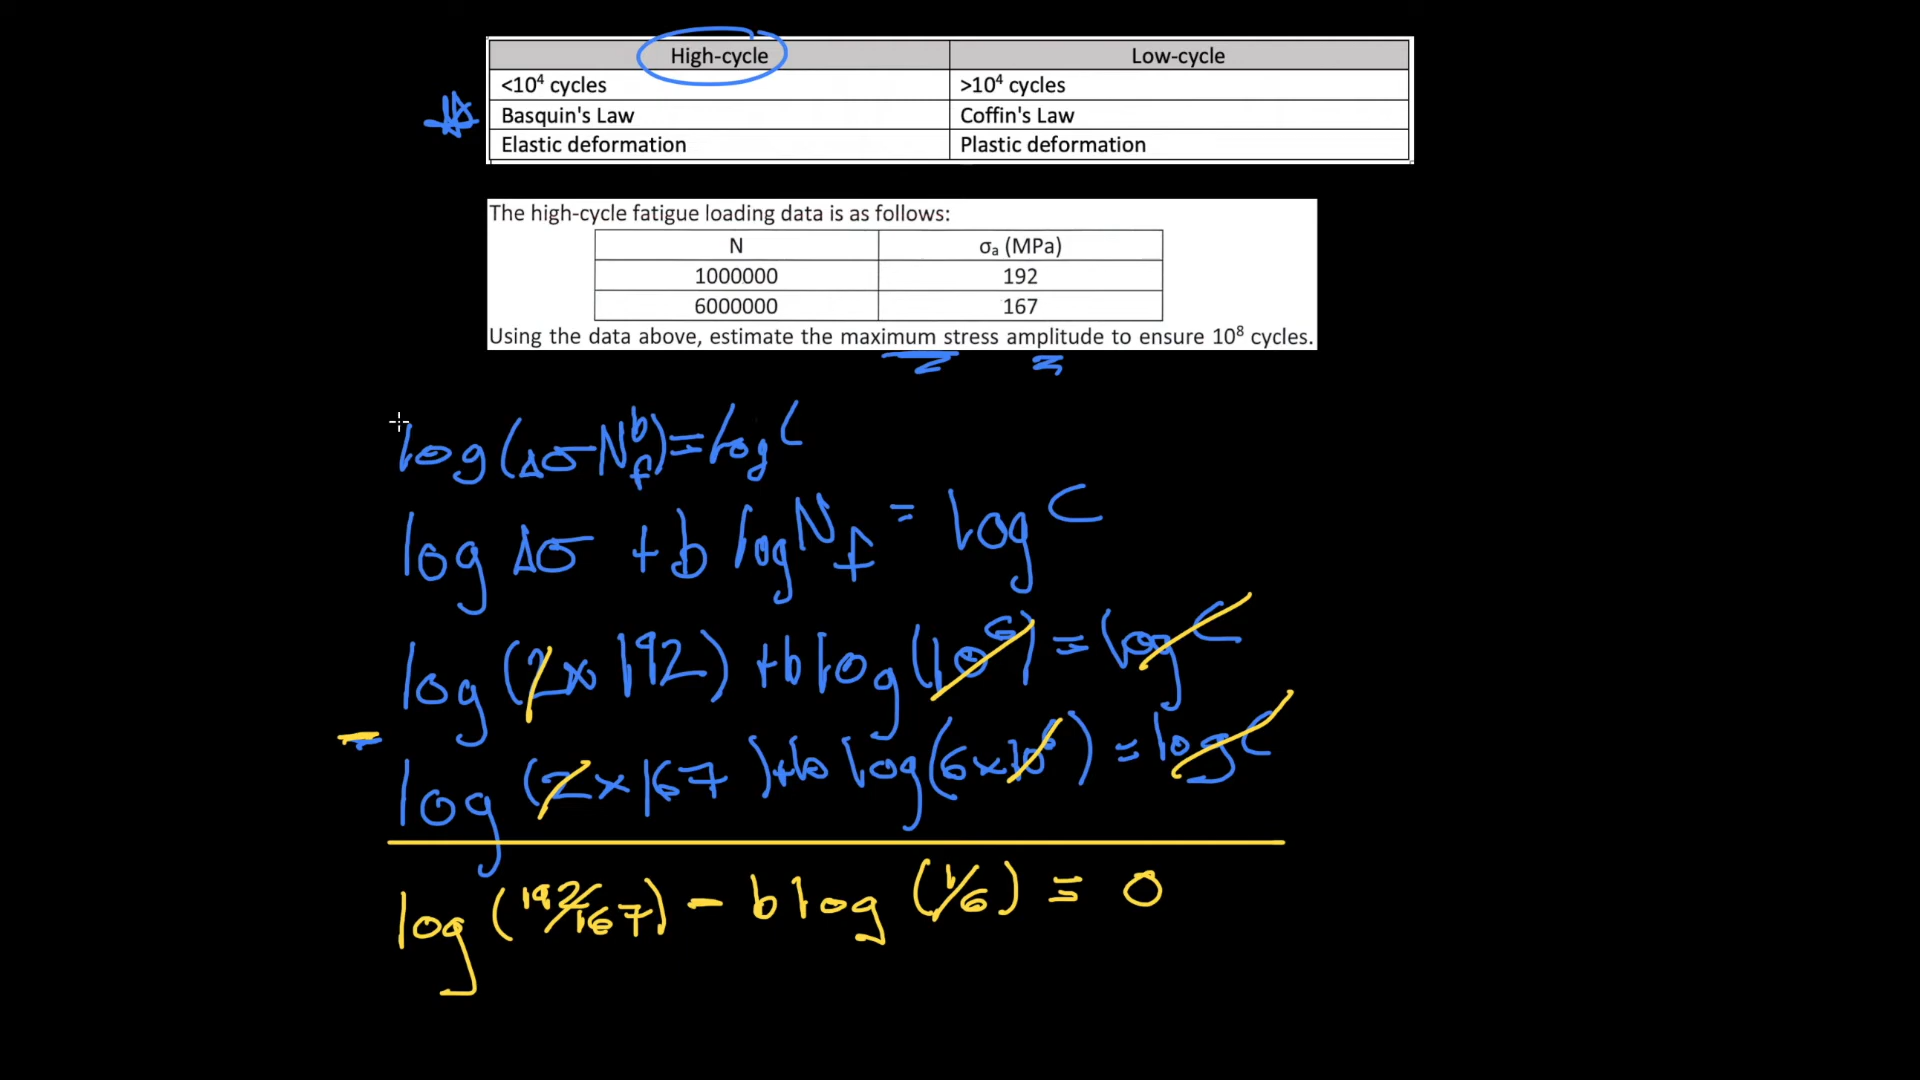 High-cycle Low-cycle
<10⁴ cycles >10⁴ cycles
Basquin's Law Coffin's Law
Elastic deformation Plastic deformation
The high-cycle fatigue loading data is as follows:
N σₐ (MPa)
1000000 192
6000000 167
Using the data above, estimate the maximum stress amplitude to ensure 10⁸ cycles.
log (Δσ N_f^b) = log C
log Δσ + b log N_f = log C
log (2 x 192) + b log (10⁶) = log C
- log (2 x 167) + b log (6 x 10⁶) = log C
log (192/167) - b log (1/6) = 0